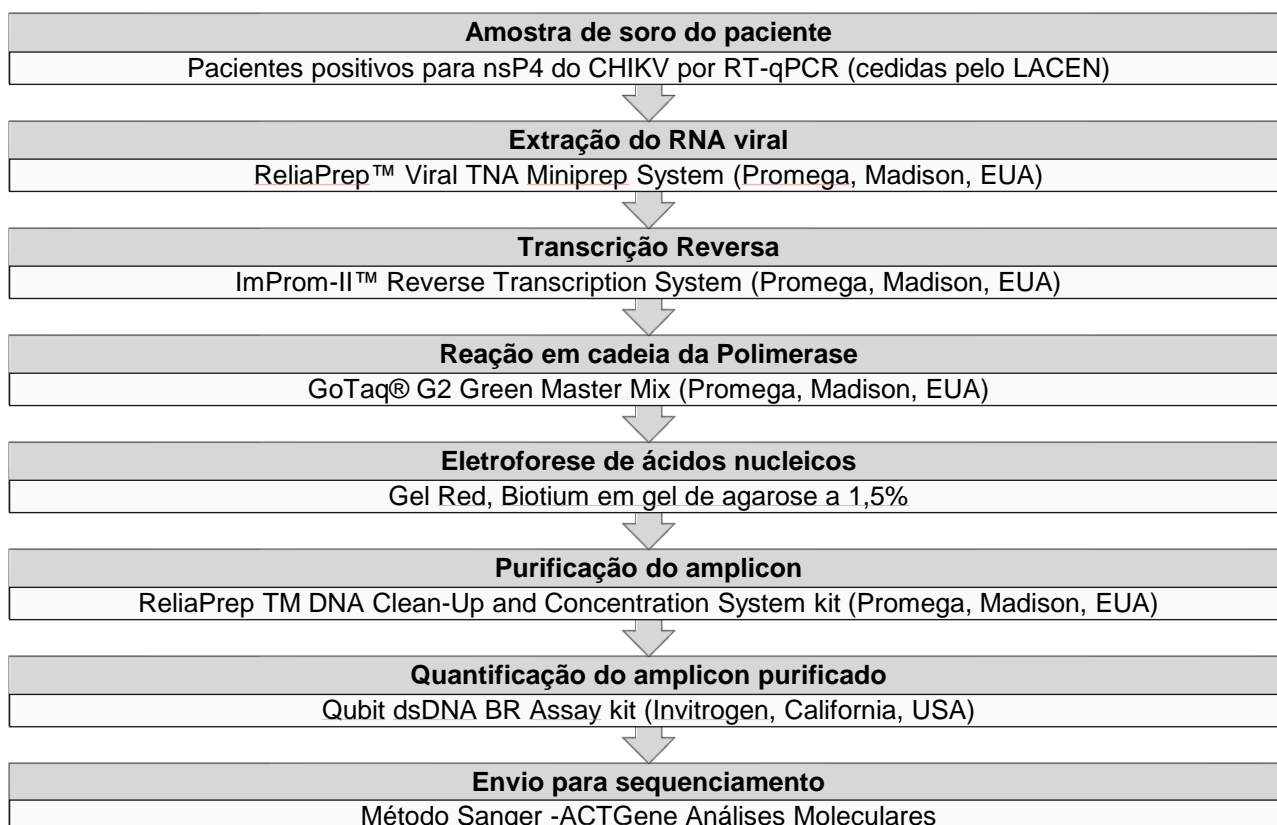 Amostra de soro do paciente
Pacientes positivos para nsP4 do CHIKV por RT-qPCR (cedidas pelo LACEN)
Extração do RNA viral
ReliaPrep™ Viral TNA Miniprep System (Promega, Madison, EUA)
Transcrição Reversa
ImProm-II™ Reverse Transcription System (Promega, Madison, EUA)
Reação em cadeia da Polimerase
GoTaq® G2 Green Master Mix (Promega, Madison, EUA)
Eletroforese de ácidos nucleicos
Gel Red, Biotium em gel de agarose a 1,5%
Purificação do amplicon
ReliaPrep TM DNA Clean-Up and Concentration System kit (Promega, Madison, EUA)
Quantificação do amplicon purificado
Qubit dsDNA BR Assay kit (Invitrogen, California, USA)
Envio para sequenciamento
Método Sanger -ACTGene Análises Moleculares